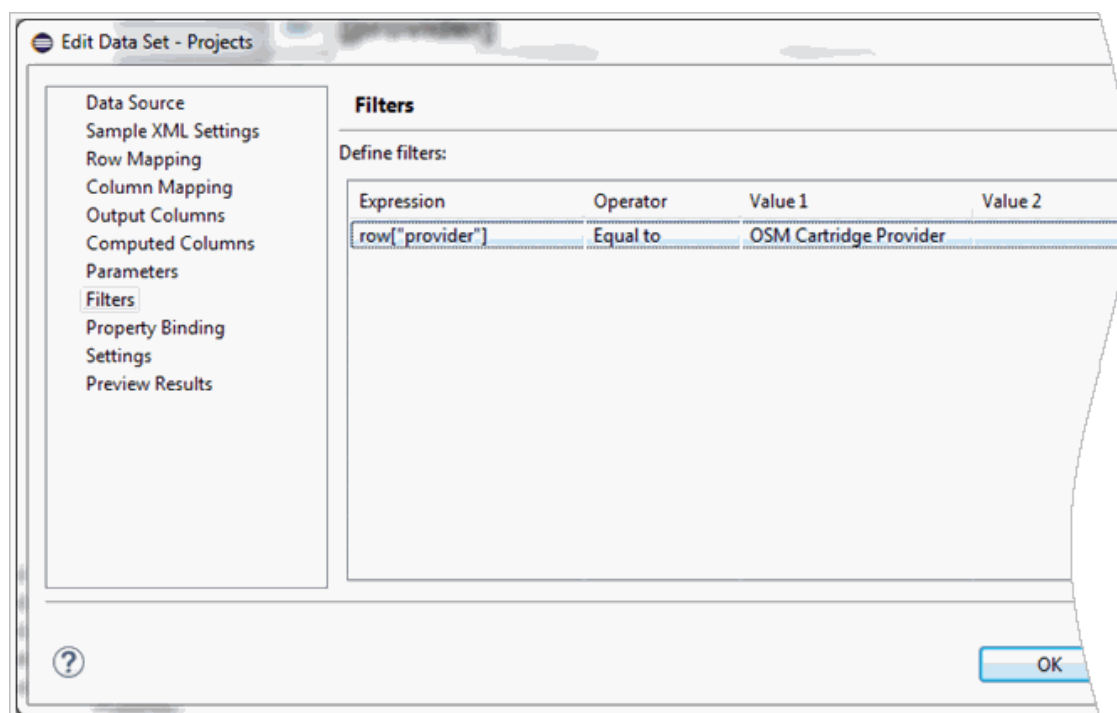 Edit Data Set - Projects
Data Source
Sample XML Settings
Row Mapping
Column Mapping
Output Columns
Computed Columns
Parameters
Filters
Property Binding
Settings
Preview Results
Filters
Define filters:
Expression Operator Value 1 Value 2
row["provider"] Equal to OSM Cartridge Provider
?
OK